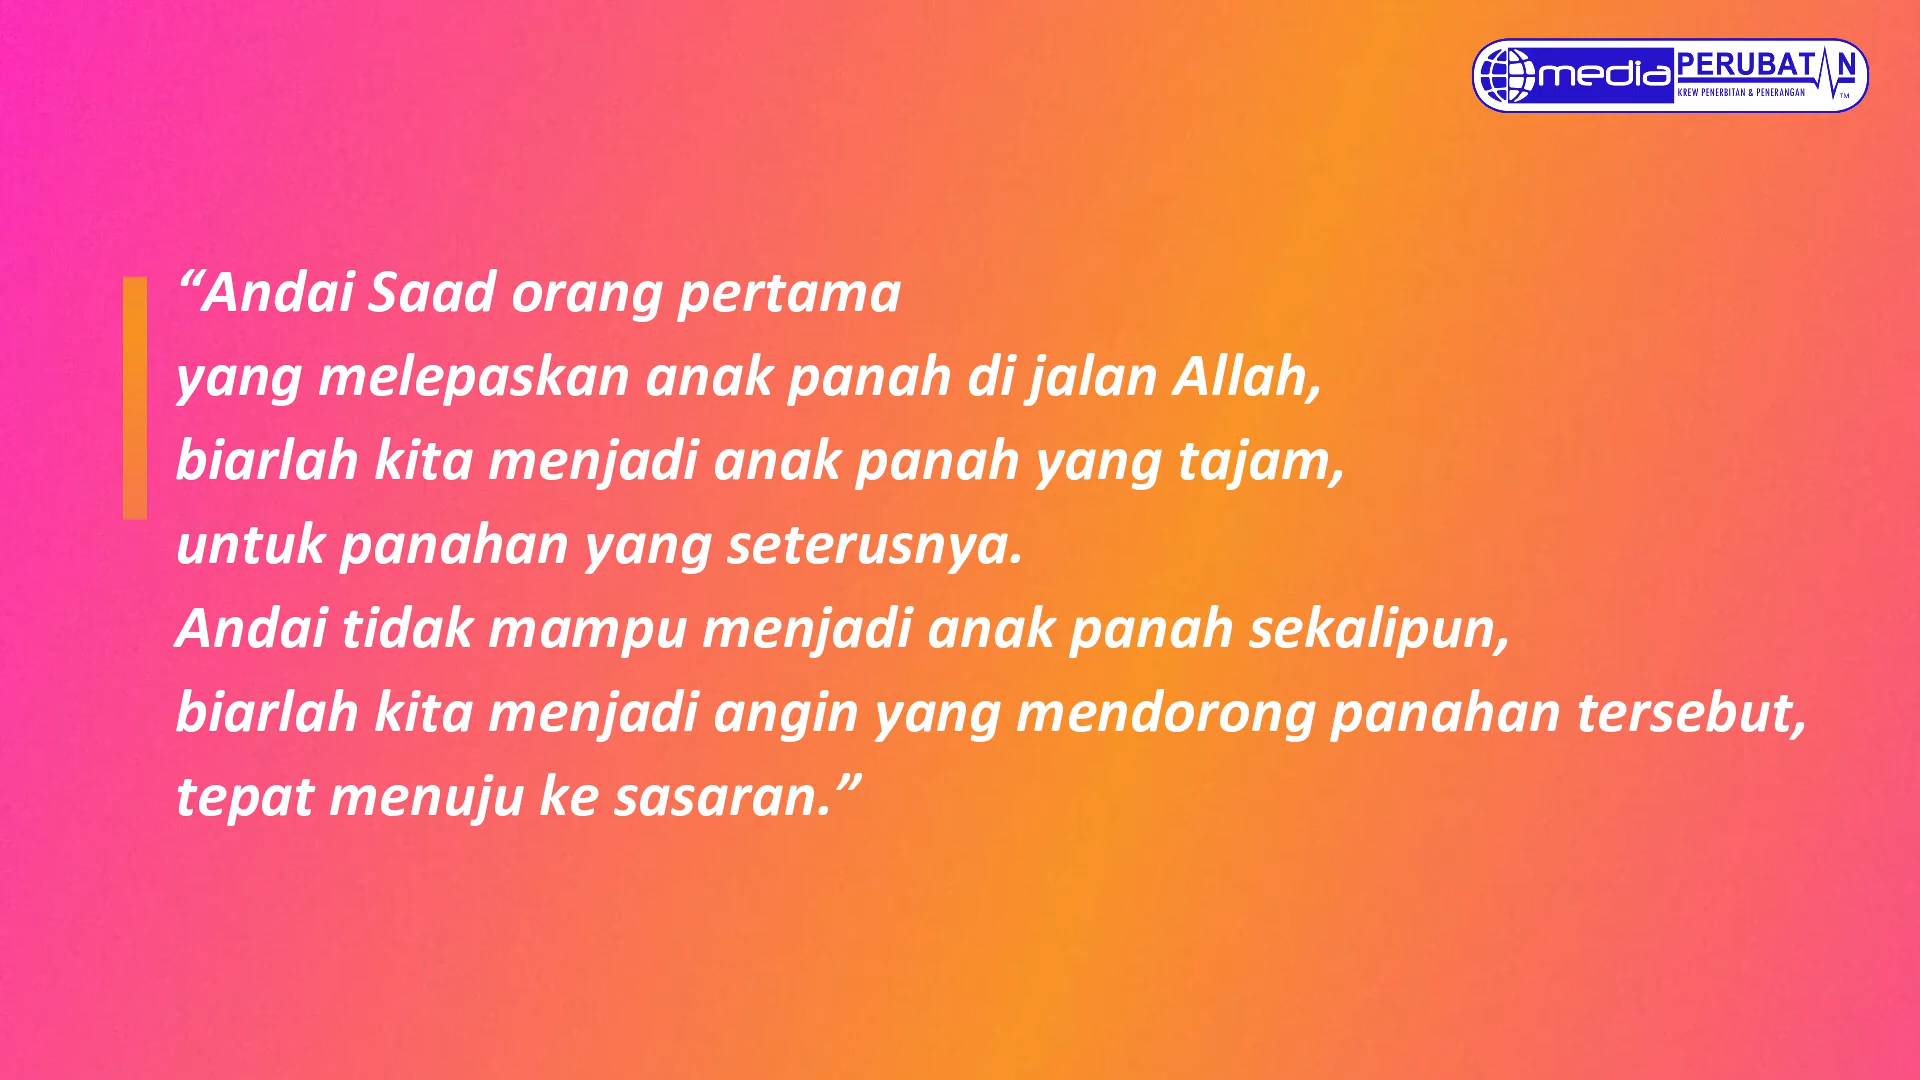 media PERUBATAN
KREW PENERBITAN & PENERANGAN
TM
“Andai Saad orang pertama
yang melepaskan anak panah di jalan Allah,
biarlah kita menjadi anak panah yang tajam,
untuk panahan yang seterusnya.
Andai tidak mampu menjadi anak panah sekalipun,
biarlah kita menjadi angin yang mendorong panahan tersebut,
tepat menuju ke sasaran.”